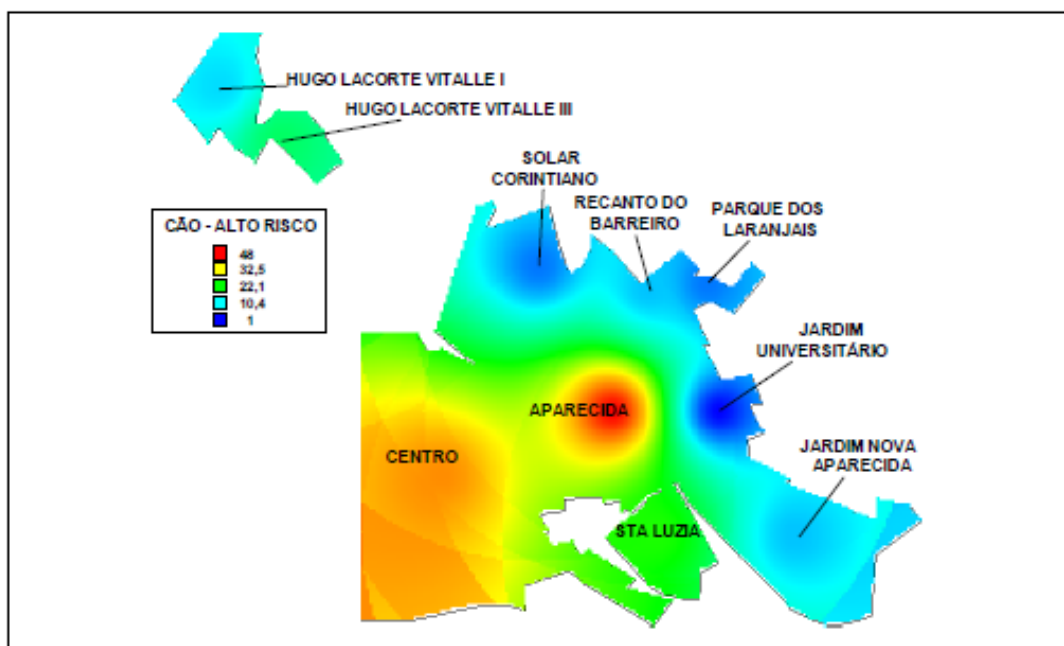 HUGO LACORTE VITALLE I
HUGO LACORTE VITALLE III
SOLAR
CORINTIANO
RECANTO DO
BARREIRO
PARQUE DOS
LARANJAIS
CÃO - ALTO RISCO
48
32,5
22,1
10,4
1
JARDIM
UNIVERSITÁRIO
APARECIDA
CENTRO
JARDIM NOVA
APARECIDA
STA LUZIA